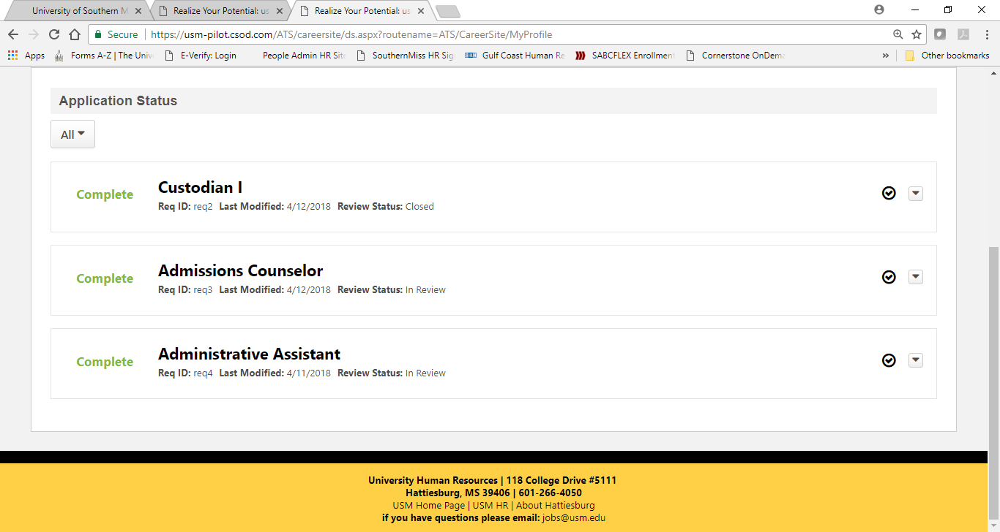 University of Southern M
Realize Your Potential: us
Realize Your Potential: us
Secure
https://usm-pilot.csod.com/ATS/careersite/ds.aspx?routename=ATS/CareerSite/MyProfile
Apps
Forms A-Z | The Univ
E-Verify: Login
People Admin HR Site
SouthernMiss HR Sig
Gulf Coast Human Re
SABCFLEX Enrollment
Cornerstone OnDema
»
Other bookmarks
Application Status
All
Complete
Custodian I
Req ID: req2 Last Modified: 4/12/2018 Review Status: Closed
Complete
Admissions Counselor
Req ID: req3 Last Modified: 4/12/2018 Review Status: In Review
Complete
Administrative Assistant
Req ID: req4 Last Modified: 4/11/2018 Review Status: In Review
University Human Resources | 118 College Drive #5111
Hattiesburg, MS 39406 | 601-266-4050
USM Home Page | USM HR | About Hattiesburg
if you have questions please email: jobs@usm.edu